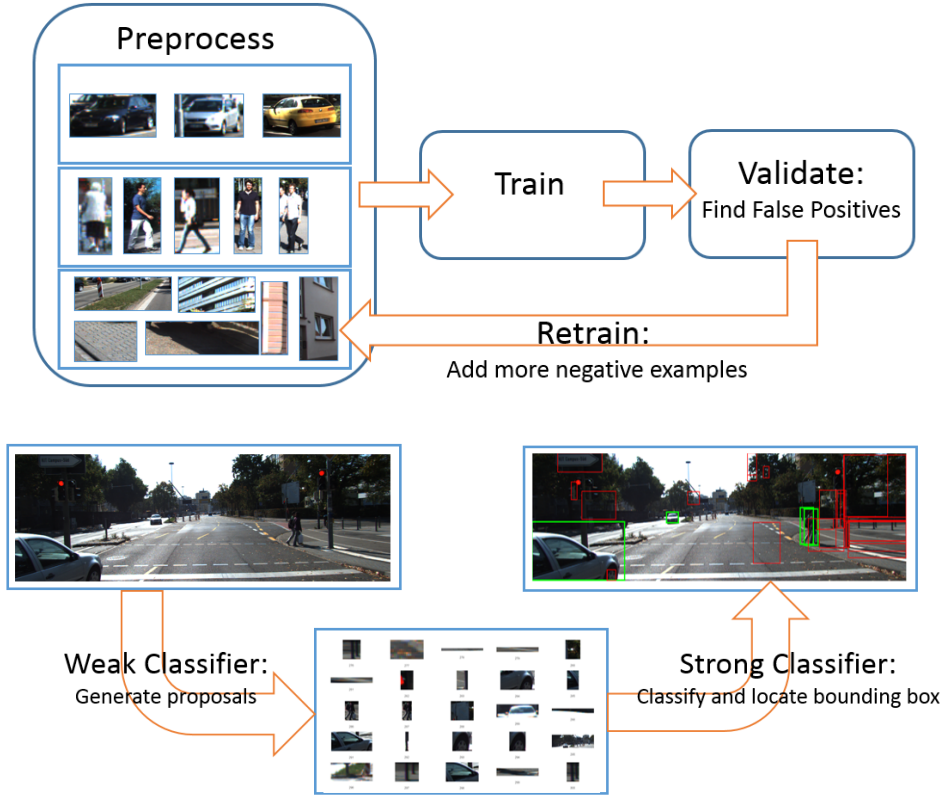 Preprocess
Train
Validate:
Find False Positives
Retrain:
Add more negative examples
Weak Classifier:
Generate proposals
Strong Classifier:
Classify and locate bounding box